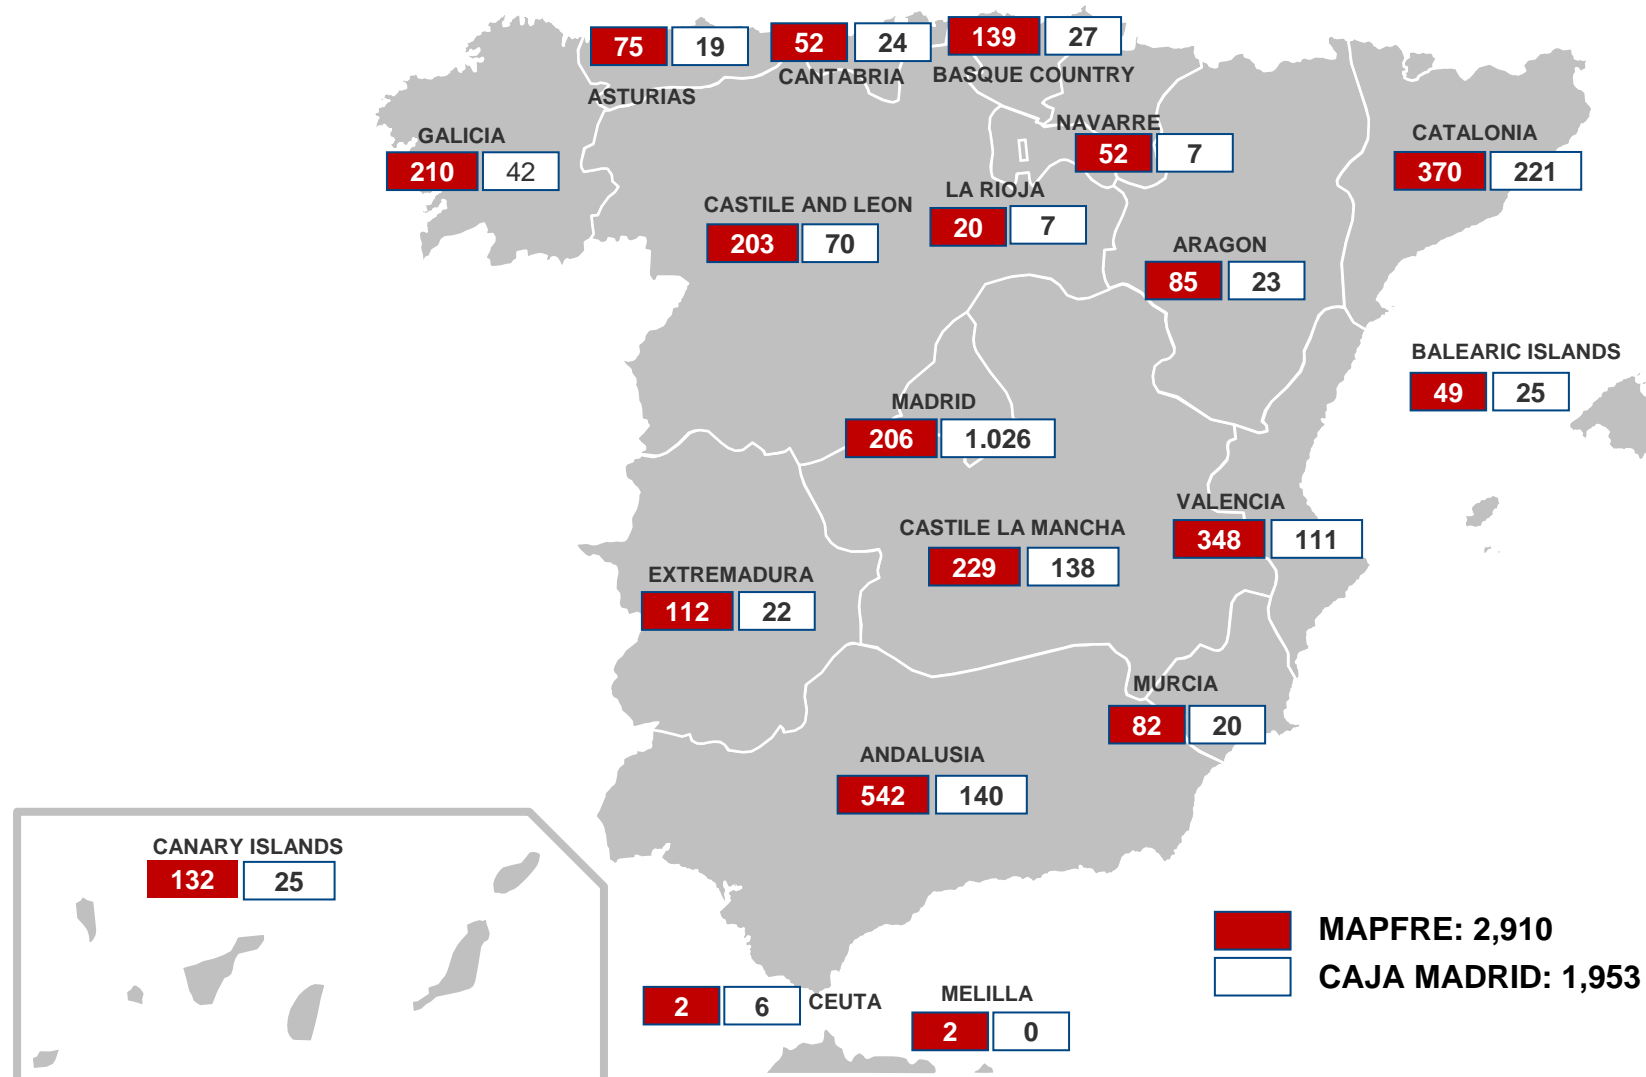 75 19
52 24
139 27
CANTABRIA
BASQUE COUNTRY
ASTURIAS
GALICIA
210 42
NAVARRE
52 7
CATALONIA
370 221
LA RIOJA
20 7
CASTILE AND LEON
203 70
ARAGON
85 23
BALEARIC ISLANDS
49 25
MADRID
206 1.026
VALENCIA
348 111
CASTILE LA MANCHA
229 138
EXTREMADURA
112 22
MURCIA
82 20
ANDALUSIA
542 140
CANARY ISLANDS
132 25
MAPFRE: 2,910
CAJA MADRID: 1,953
2 6 CEUTA
MELILLA
2 0